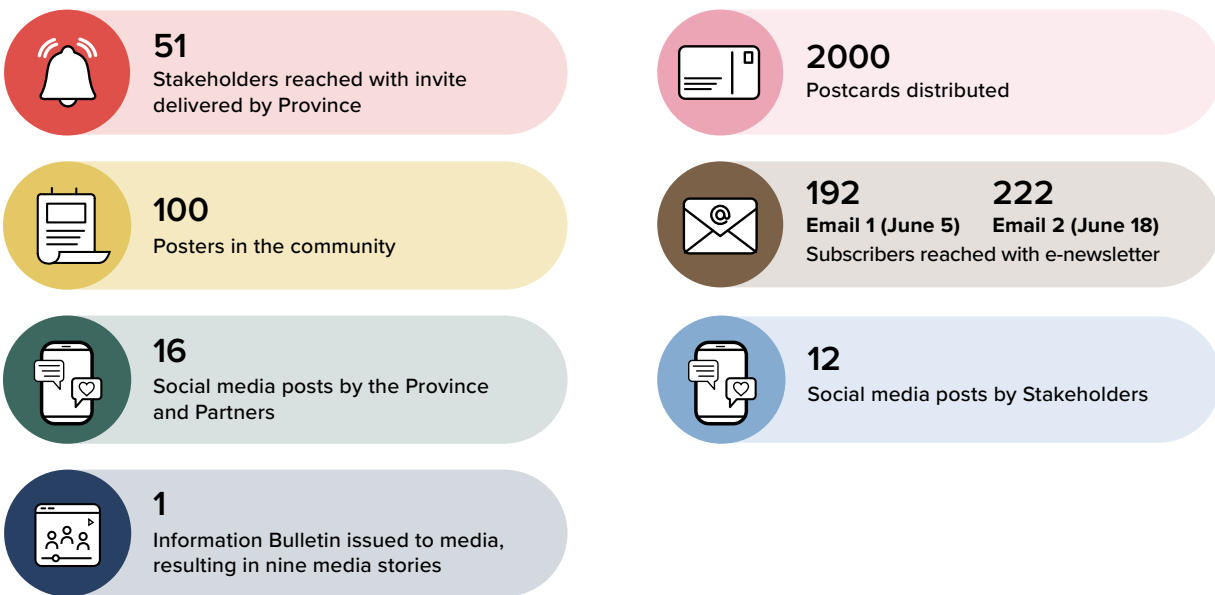 51
Stakeholders reached with invite
delivered by Province
2000
Postcards distributed
100
Posters in the community
192 222
Email 1 (June 5) Email 2 (June 18)
Subscribers reached with e-newsletter
16
Social media posts by the Province
and Partners
12
Social media posts by Stakeholders
1
Information Bulletin issued to media,
resulting in nine media stories